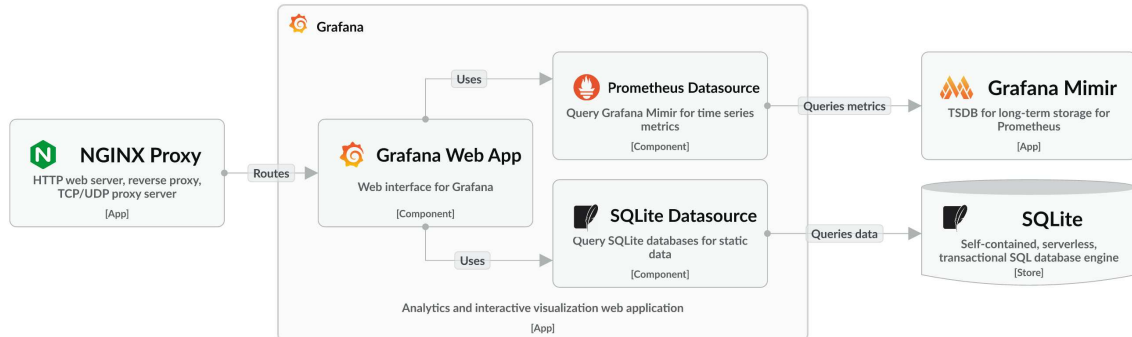 Grafana
NGINX Proxy
HTTP web server, reverse proxy,
TCP/UDP proxy server
[App]
Routes
Grafana Web App
Web interface for Grafana
[Component]
Uses
Prometheus Datasource
Query Grafana Mimir for time series
metrics
[Component]
Uses
SQLite Datasource
Query SQLite databases for static
data
[Component]
Analytics and interactive visualization web application
[App]
Queries metrics
Grafana Mimir
TSDB for long-term storage for
Prometheus
[App]
Queries data
SQLite
Self-contained, serverless,
transactional SQL database engine
[Store]